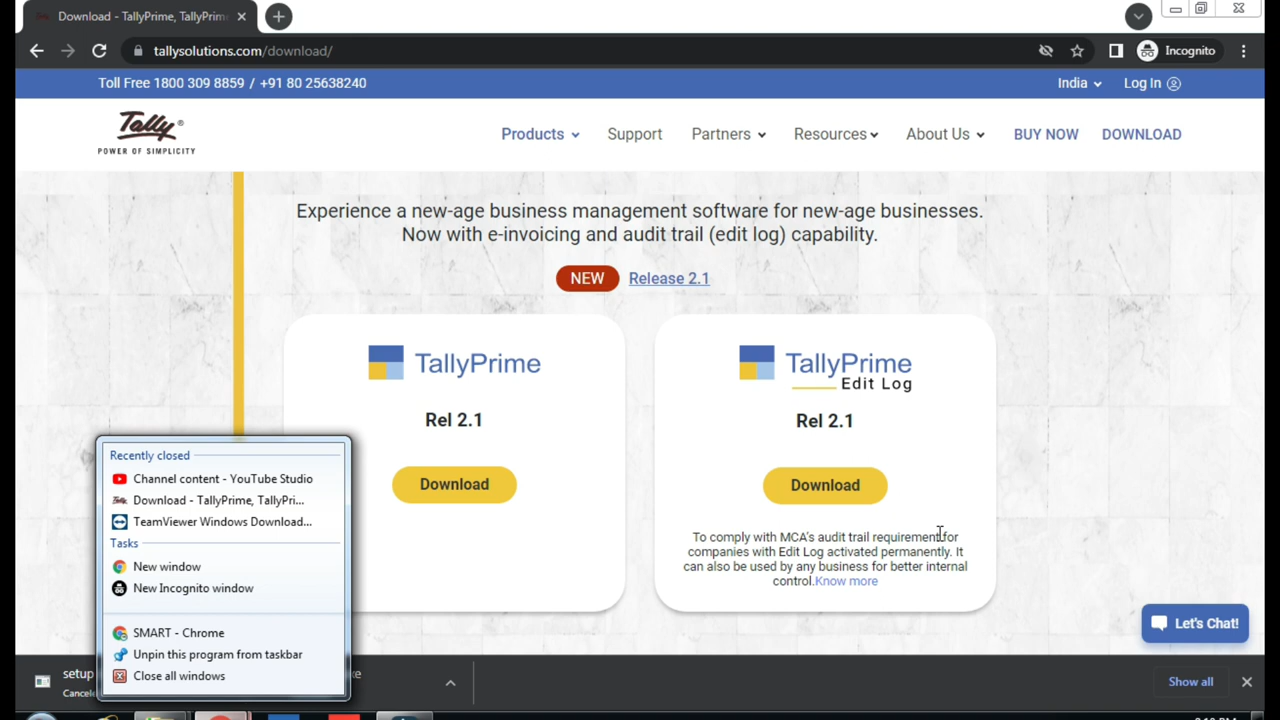 Download - TallyPrime, TallyPrim
tallysolutions.com/download/
Incognito
Toll Free 1800 309 8859 / +91 80 25638240
India
Log In
Tally®
POWER OF SIMPLICITY
Products
Support
Partners
Resources
About Us
BUY NOW
DOWNLOAD
Experience a new-age business management software for new-age businesses.
Now with e-invoicing and audit trail (edit log) capability.
NEW
Release 2.1
TallyPrime
Rel 2.1
Download
TallyPrime
Edit Log
Rel 2.1
Download
To comply with MCA's audit trail requirement for
companies with Edit Log activated permanently. It
can also be used by any business for better internal
control.Know more
Recently closed
Channel content - YouTube Studio
Download - TallyPrime, TallyPri...
TeamViewer Windows Download...
Tasks
New window
New Incognito window
SMART - Chrome
Unpin this program from taskbar
Close all windows
Let's Chat!
setup
Show all